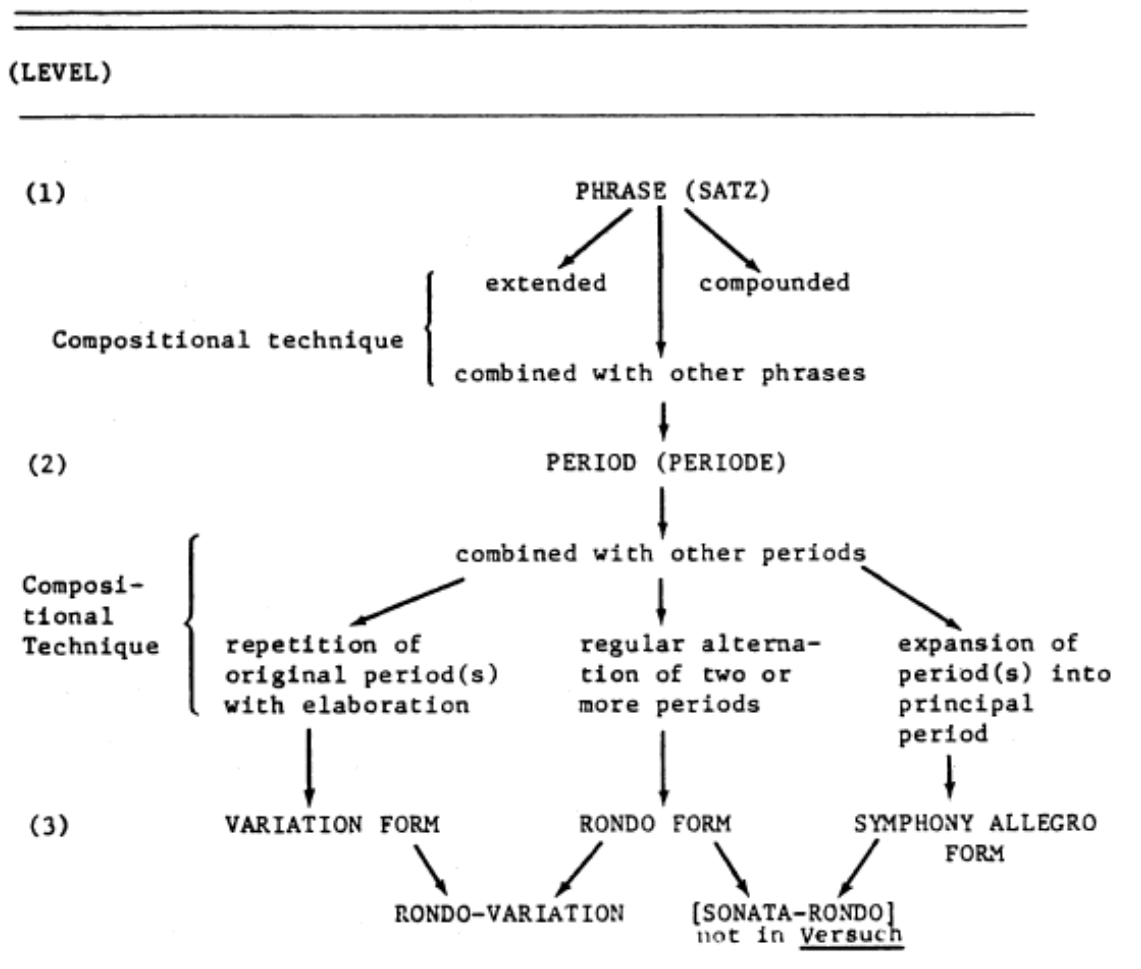 (LEVEL)
(1)
PHRASE (SATZ)
extended
compounded
Compositional technique
combined with other phrases
(2)
PERIOD (PERIODE)
combined with other periods
Composi-
tional
Technique
repetition of
original period(s)
with elaboration
regular alterna-
tion of two or
more periods
expansion of
period(s) into
principal
period
(3)
VARIATION FORM
RONDO FORM
SYMPHONY ALLEGRO
FORM
RONDO-VARIATION
[SONATA-RONDO]
not in Versuch